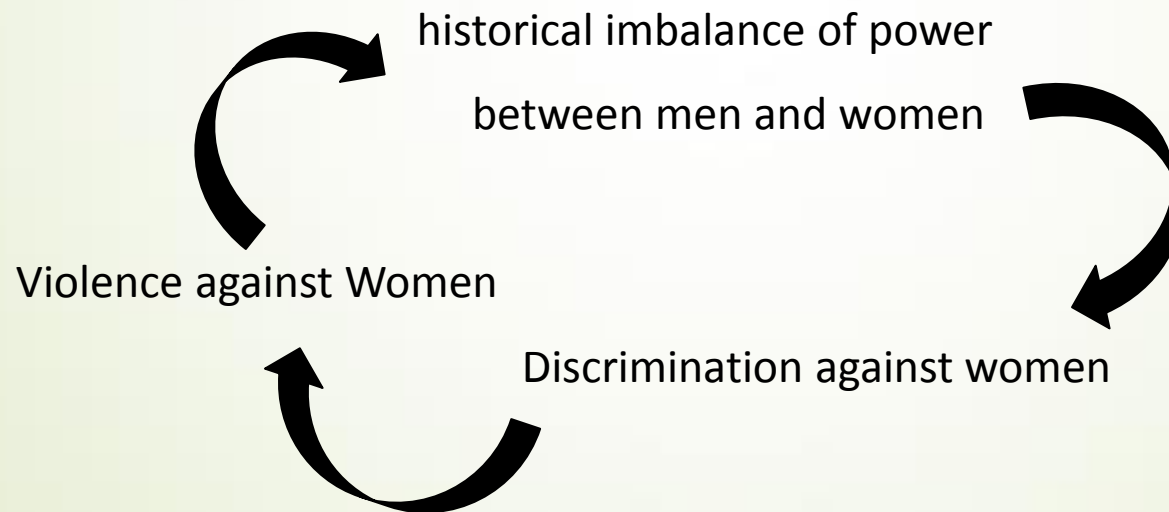 historical imbalance of power
between men and women
Violence against Women
Discrimination against women